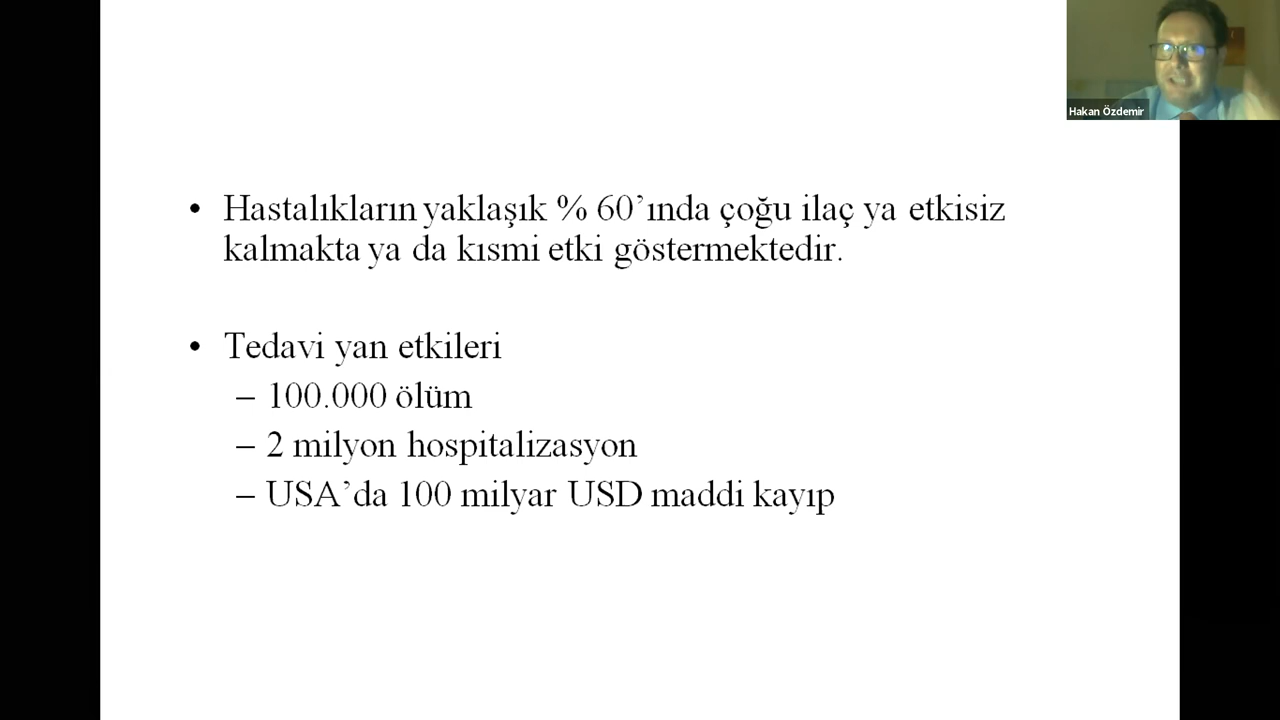 Hakan Özdemir
• Hastalıkların yaklaşık % 60’ında çoğu ilaç ya etkisiz
kalmakta ya da kısmi etki göstermektedir.
• Tedavi yan etkileri
– 100.000 ölüm
– 2 milyon hospitalizasyon
– USA’da 100 milyar USD maddi kayıp